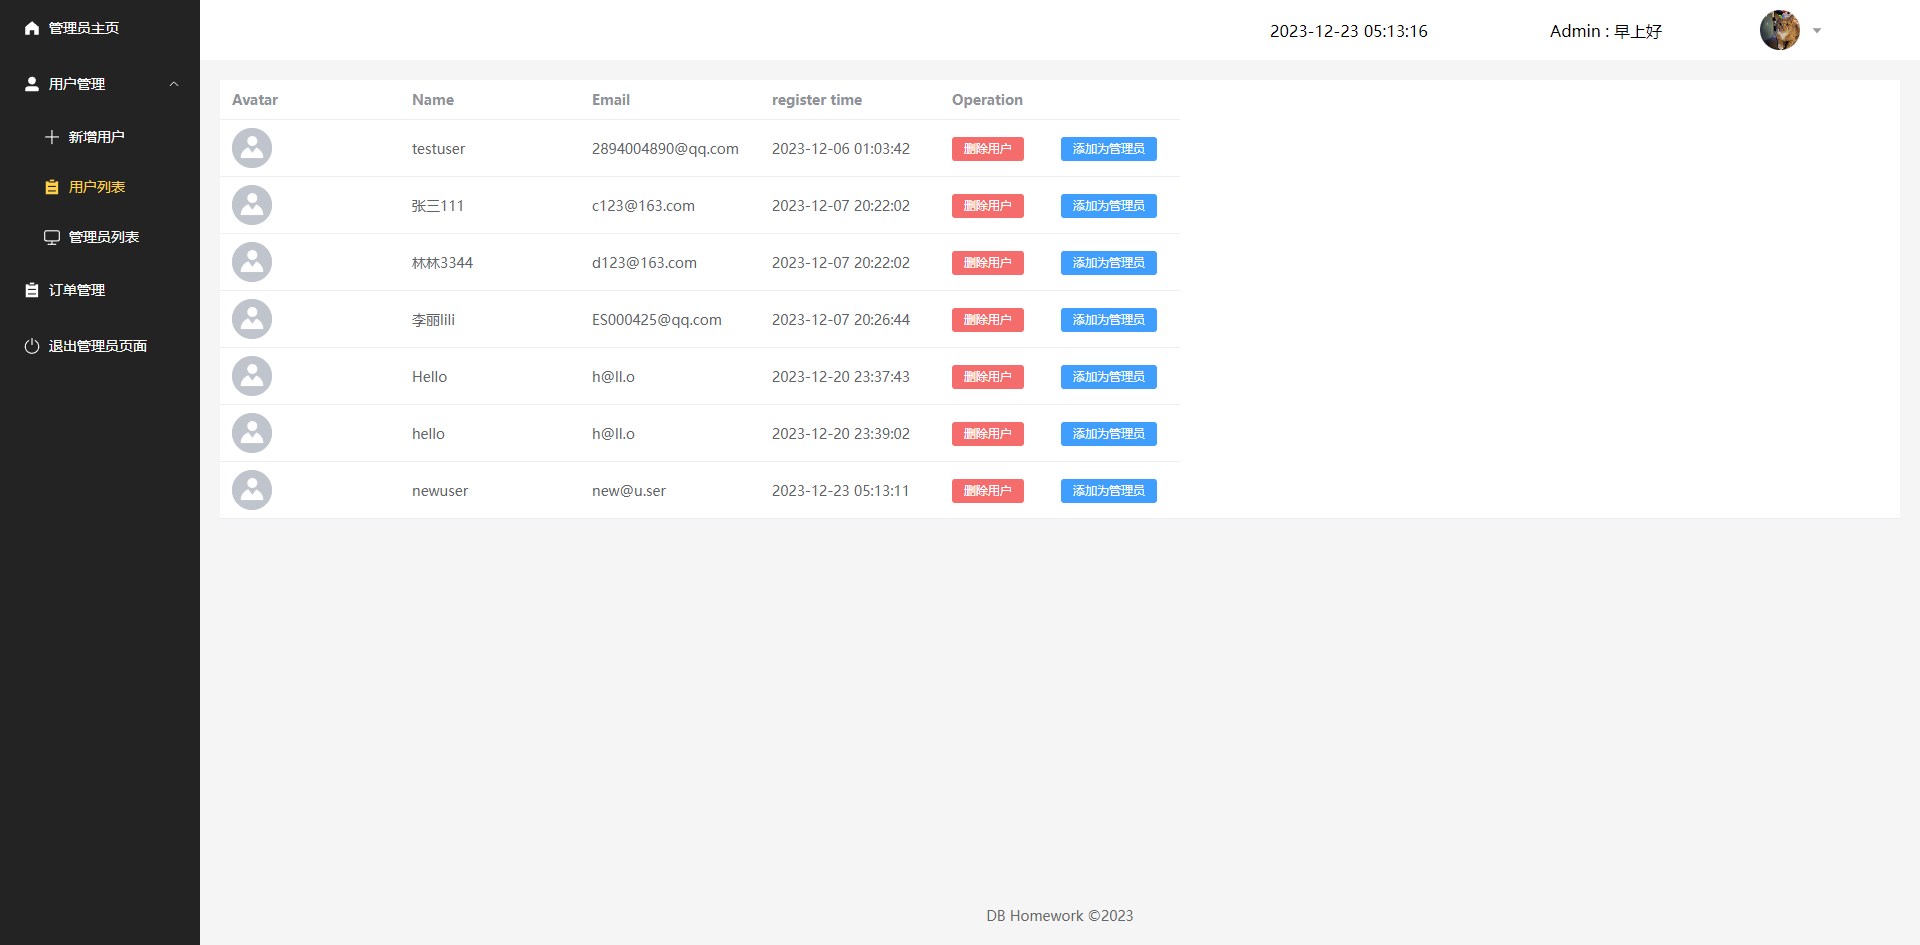 管理员主页
用户管理
新增用户
用户列表
管理员列表
订单管理
退出管理员页面
2023-12-23 05:13:16 Admin : 早上好
Avatar Name Email register time Operation
testuser 2894004890@qq.com 2023-12-06 01:03:42 删除用户 添加为管理员
张三111 c123@163.com 2023-12-07 20:22:02 删除用户 添加为管理员
林林3344 d123@163.com 2023-12-07 20:22:02 删除用户 添加为管理员
李丽lili ES000425@qq.com 2023-12-07 20:26:44 删除用户 添加为管理员
Hello h@ll.o 2023-12-20 23:37:43 删除用户 添加为管理员
hello h@ll.o 2023-12-20 23:39:02 删除用户 添加为管理员
newuser new@u.ser 2023-12-23 05:13:11 删除用户 添加为管理员
DB Homework ©2023